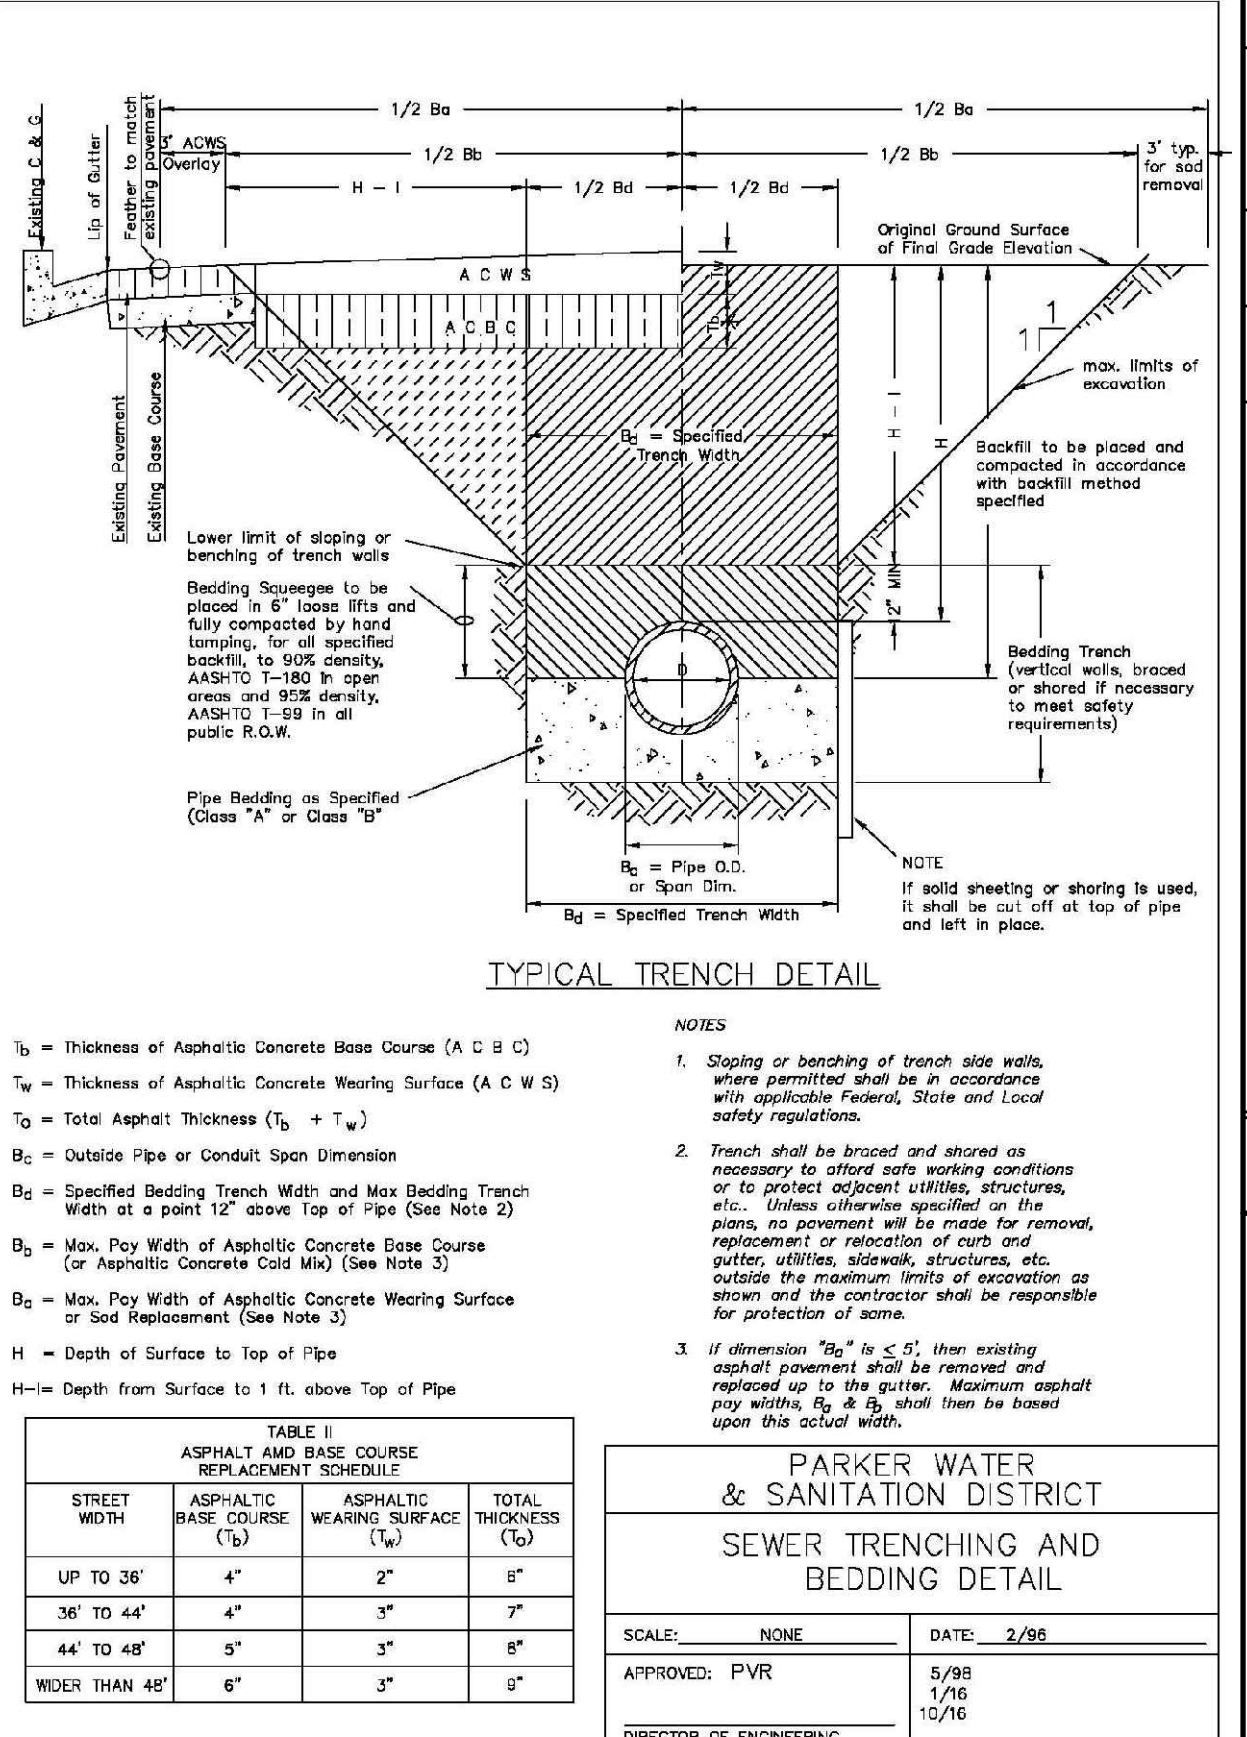 1/2 Ba
1/2 Ba
Existing C & G
Lip of Gutter
Feather to match
existing pavement
3' ACWS
Overlay
1/2 Bb
1/2 Bb
3' typ.
for sod
removal
H - I
1/2 Bd
1/2 Bd
Original Ground Surface
of Final Grade Elevation
A C W S
Tw
A C B C
Tb
1
1
max. limits of
excavation
Existing Pavement
Existing Base Course
Bd = Specified
Trench Width
H - I
H
Backfill to be placed and
compacted in accordance
with backfill method
specified
Lower limit of sloping or
benching of trench walls
Bedding Squeegee to be
placed in 6" loose lifts and
fully compacted by hand
tamping, for all specified
backfill, to 90% density,
AASHTO T-180 in open
areas and 95% density,
AASHTO T-99 in all
public R.O.W.
12" MIN
D
Bedding Trench
(vertical walls, braced
or shored if necessary
to meet safety
requirements)
Pipe Bedding as Specified
(Class "A" or Class "B"
Bc = Pipe O.D.
or Span Dim.
Bd = Specified Trench Width
NOTE
If solid sheeting or shoring is used,
it shall be cut off at top of pipe
and left in place.
TYPICAL TRENCH DETAIL
Tb = Thickness of Asphaltic Concrete Base Course (A C B C)
Tw = Thickness of Asphaltic Concrete Wearing Surface (A C W S)
To = Total Asphalt Thickness (Tb + Tw)
Bc = Outside Pipe or Conduit Span Dimension
Bd = Specified Bedding Trench Width and Max Bedding Trench
Width at a point 12" above Top of Pipe (See Note 2)
Bb = Max. Pay Width of Asphaltic Concrete Base Course
(or Asphaltic Concrete Cold Mix) (See Note 3)
Ba = Max. Pay Width of Asphaltic Concrete Wearing Surface
or Sod Replacement (See Note 3)
H = Depth of Surface to Top of Pipe
H-I= Depth from Surface to 1 ft. above Top of Pipe
NOTES
1. Sloping or benching of trench side walls,
where permitted shall be in accordance
with applicable Federal, State and Local
safety regulations.
2. Trench shall be braced and shored as
necessary to afford safe working conditions
or to protect adjacent utilities, structures,
etc.. Unless otherwise specified on the
plans, no pavement will be made for removal,
replacement or relocation of curb and
gutter, utilities, sidewalk, structures, etc.
outside the maximum limits of excavation as
shown and the contractor shall be responsible
for protection of same.
3. If dimension "Ba" is ≤ 5', then existing
asphalt pavement shall be removed and
replaced up to the gutter. Maximum asphalt
pay widths, Ba & Bb shall then be based
upon this actual width.
TABLE II
ASPHALT AMD BASE COURSE
REPLACEMENT SCHEDULE
STREET WIDTH | ASPHALTIC BASE COURSE (Tb) | ASPHALTIC WEARING SURFACE (Tw) | TOTAL THICKNESS (To)
UP TO 36' | 4" | 2" | 6"
36' TO 44' | 4" | 3" | 7"
44' TO 48' | 5" | 3" | 8"
WIDER THAN 48' | 6" | 3" | 9"
PARKER WATER
& SANITATION DISTRICT
SEWER TRENCHING AND
BEDDING DETAIL
SCALE: NONE
DATE: 2/96
APPROVED: PVR
5/98
1/16
10/16
DIRECTOR OF ENGINEERING